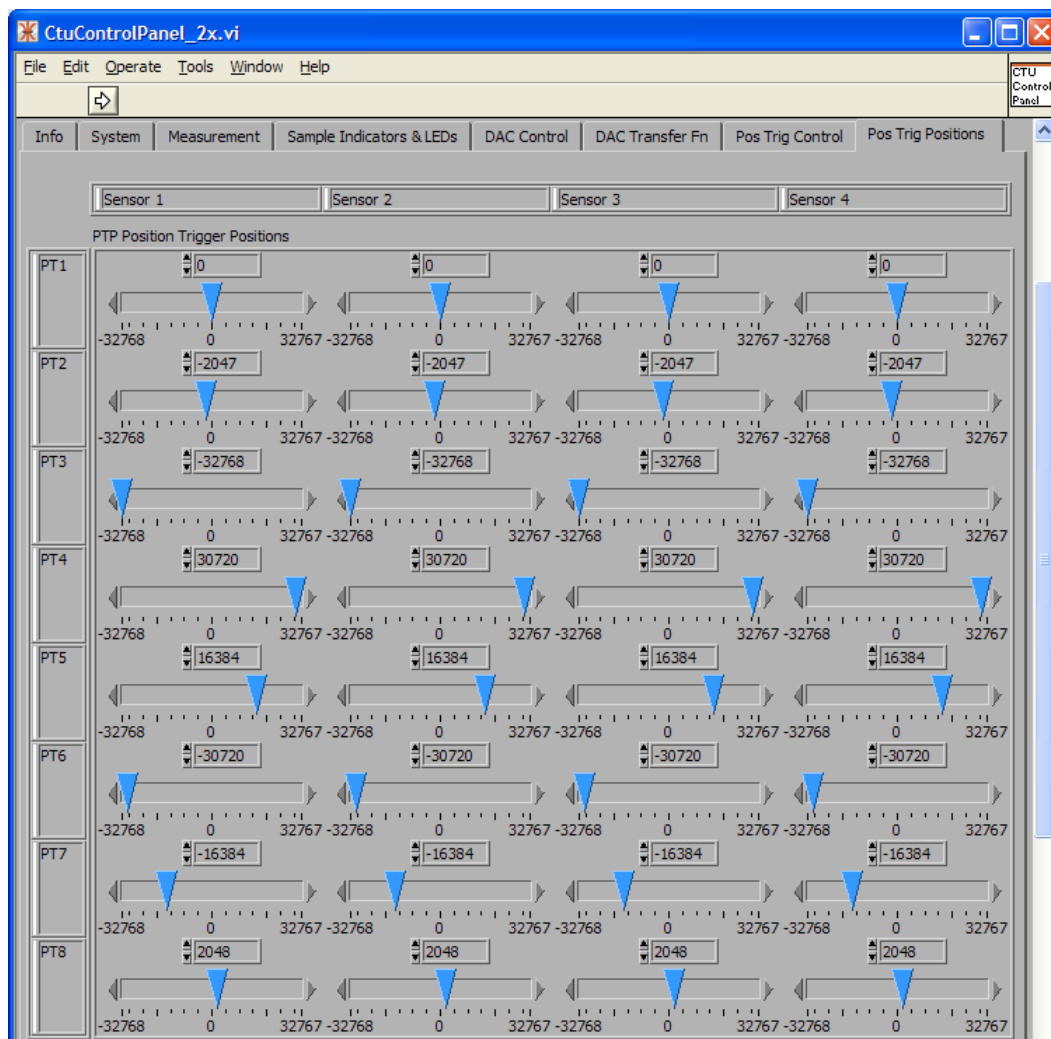 CtuControlPanel_2x.vi
File Edit Operate Tools Window Help
CTU
Control
Panel
Info System Measurement Sample Indicators & LEDs DAC Control DAC Transfer Fn Pos Trig Control Pos Trig Positions
Sensor 1 Sensor 2 Sensor 3 Sensor 4
PTP Position Trigger Positions
PT1 0 0 0 0
-32768 0 32767 -32768 0 32767 -32768 0 32767 -32768 0 32767
PT2 -2047 -2047 -2047 -2047
-32768 0 32767 -32768 0 32767 -32768 0 32767 -32768 0 32767
PT3 -32768 -32768 -32768 -32768
-32768 0 32767 -32768 0 32767 -32768 0 32767 -32768 0 32767
PT4 30720 30720 30720 30720
-32768 0 32767 -32768 0 32767 -32768 0 32767 -32768 0 32767
PT5 16384 16384 16384 16384
-32768 0 32767 -32768 0 32767 -32768 0 32767 -32768 0 32767
PT6 -30720 -30720 -30720 -30720
-32768 0 32767 -32768 0 32767 -32768 0 32767 -32768 0 32767
PT7 -16384 -16384 -16384 -16384
-32768 0 32767 -32768 0 32767 -32768 0 32767 -32768 0 32767
PT8 2048 2048 2048 2048
-32768 0 32767 -32768 0 32767 -32768 0 32767 -32768 0 32767